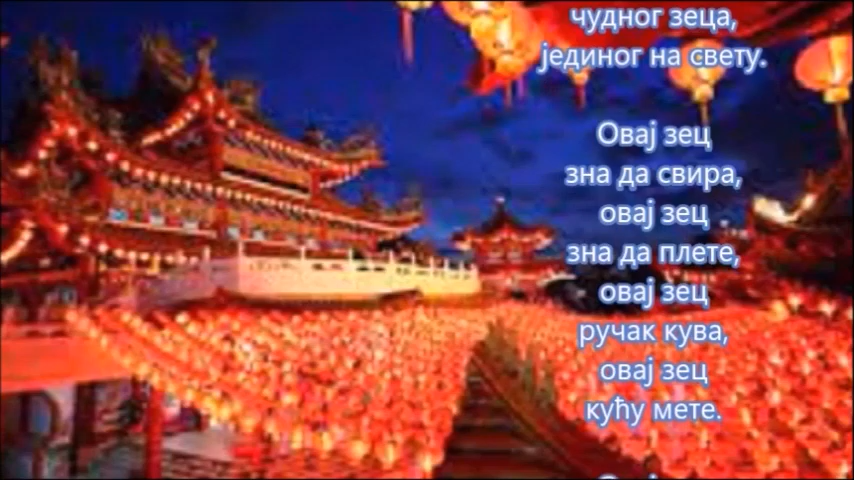 чудног зеца,
јединог на свету.
Овај зец
зна да свира,
овај зец
зна да плете,
овај зец
ручак кува,
овај зец
кућу мете.